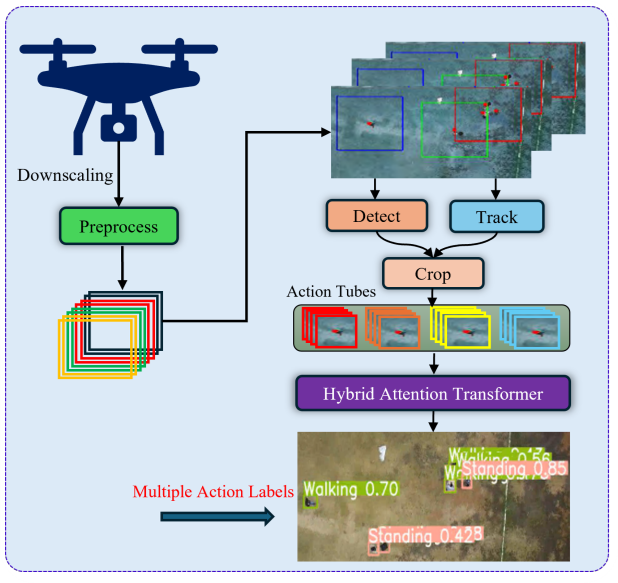 Downscaling
Preprocess
Detect
Track
Crop
Action Tubes
Hybrid Attention Transformer
Multiple Action Labels
Walking 0.56
Standing 0.85
Walking 0.70
Standing 0.428